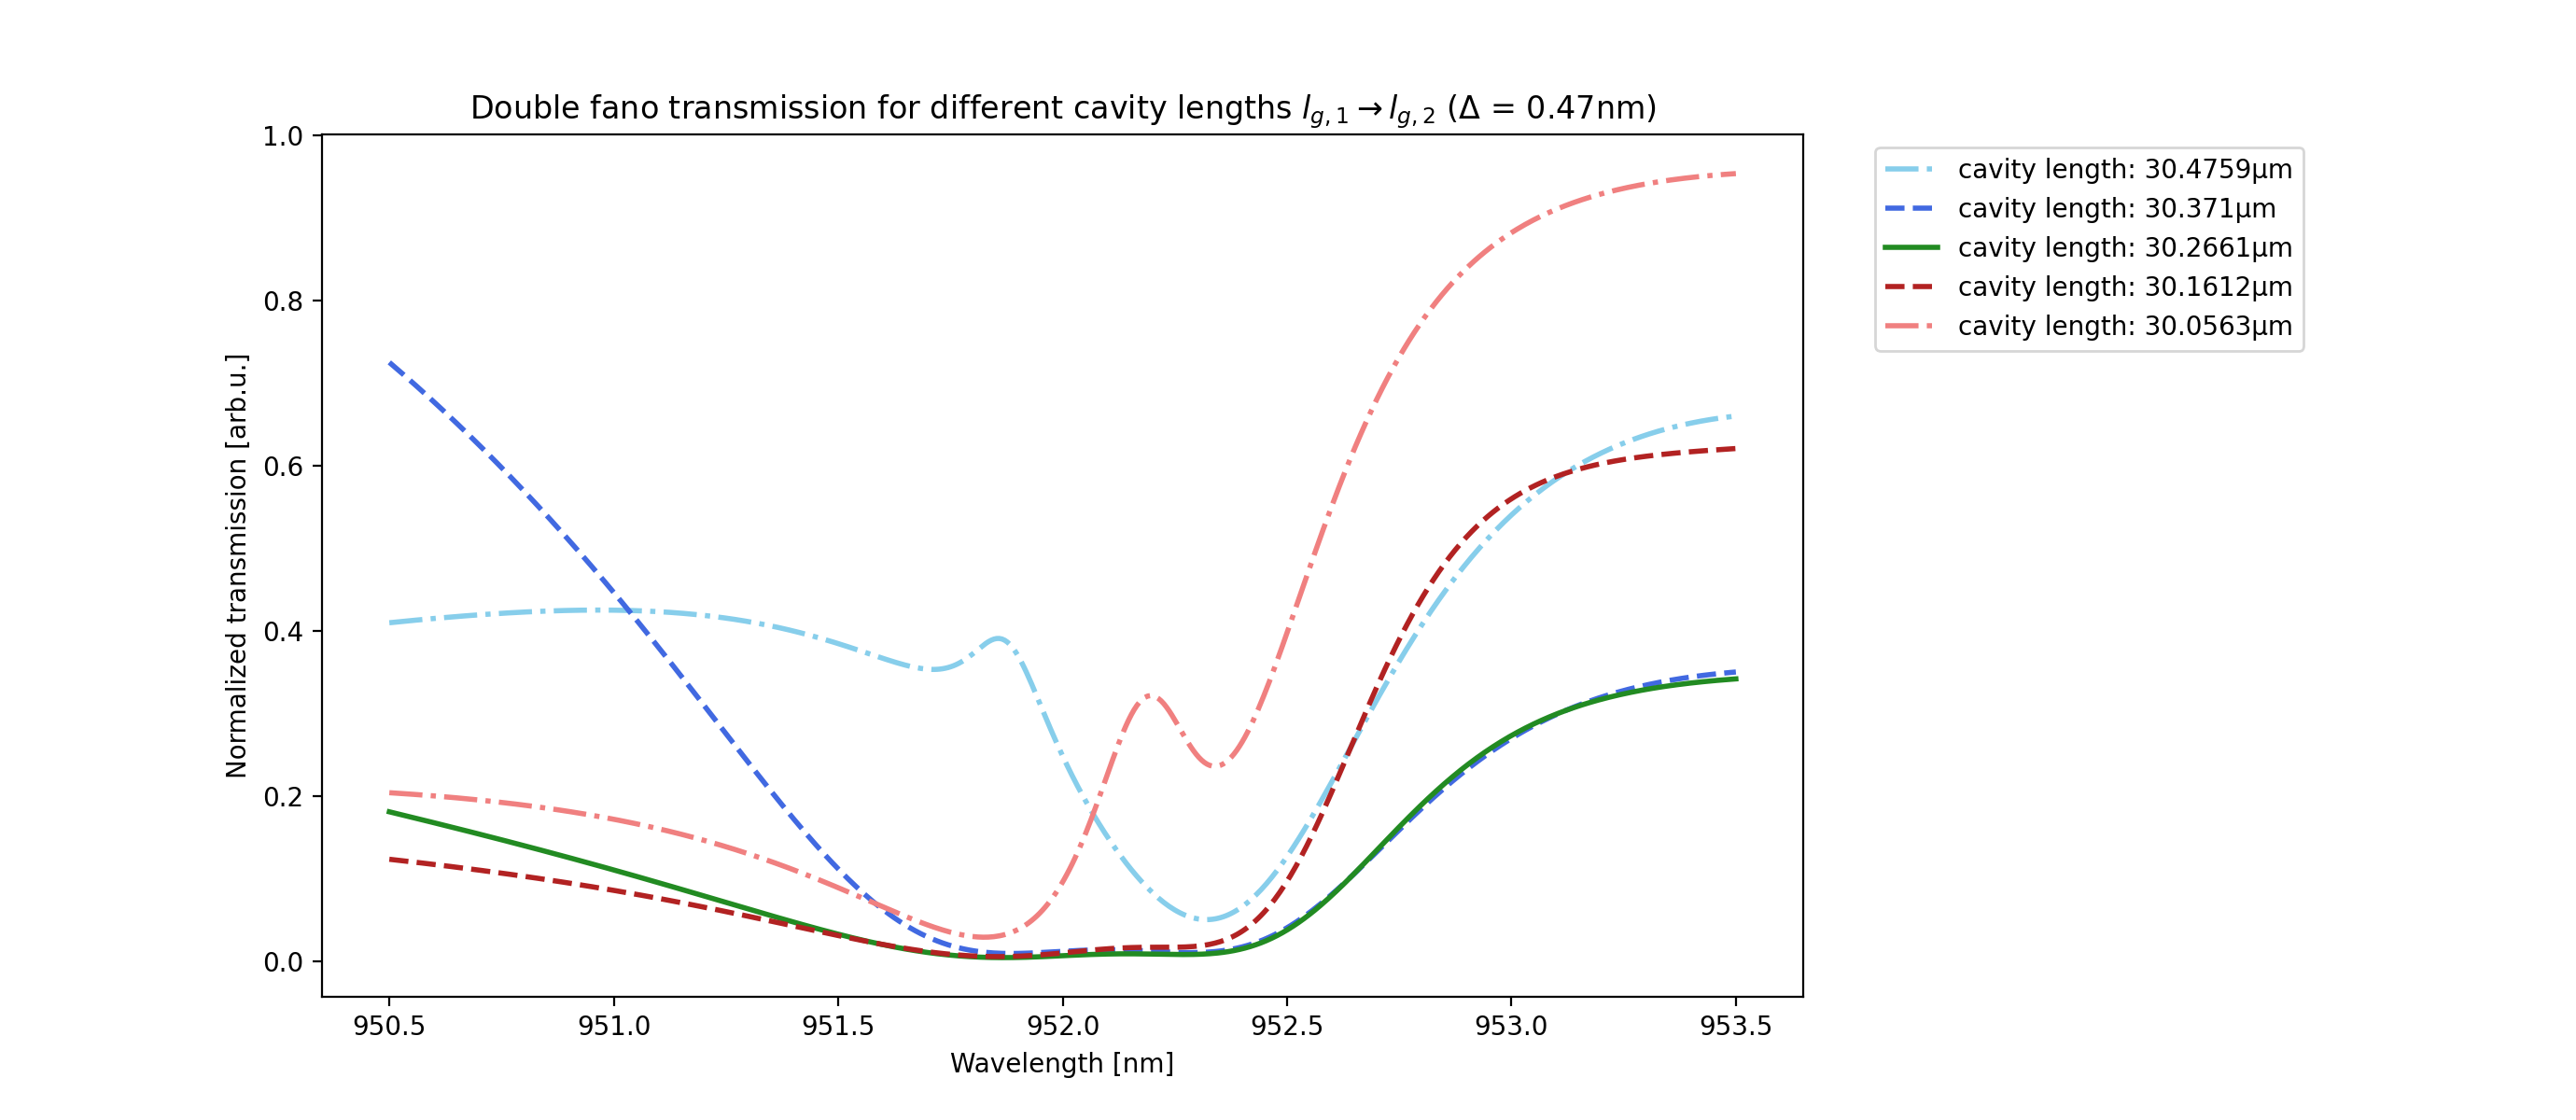 Double fano transmission for different cavity lengths l_{g,1} → l_{g,2} (Δ = 0.47nm)
cavity length: 30.4759μm
cavity length: 30.371μm
cavity length: 30.2661μm
cavity length: 30.1612μm
cavity length: 30.0563μm
Normalized transmission [arb.u.]
1.0
0.8
0.6
0.4
0.2
0.0
950.5 951.0 951.5 952.0 952.5 953.0 953.5
Wavelength [nm]